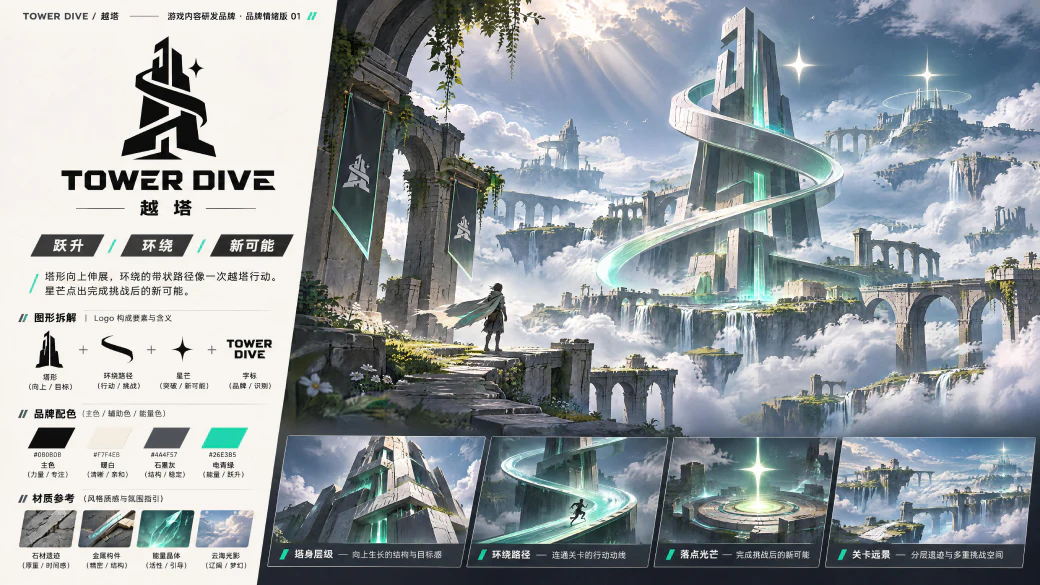 TOWER DIVE / 越塔 —— 游戏内容研发品牌 · 品牌情绪版 01
TOWER DIVE
越 塔
跃升 / 环绕 / 新可能
塔形向上伸展，环绕的带状路径像一次越塔行动。
星芒点出完成挑战后的新可能。
图形拆解 | Logo 构成要素与含义
+ + + TOWER DIVE
塔形 环绕路径 星芒 字标
(向上 / 目标) (行动 / 挑战) (突破 / 新可能) (品牌 / 识别)
品牌配色 (主色 / 辅助色 / 能量色)
#0B0B0B #F7F4EB #4A4F57 #26E3B5
主色 暖白 石墨灰 电青绿
(力量 / 专注) (清晰 / 亲和) (结构 / 稳定) (能量 / 跃升)
材质参考 (风格质感与氛围指引)
石材遗迹 金属构件 能量晶体 云海光影
(厚重 / 时间感) (精密 / 结构) (活性 / 引导) (辽阔 / 梦幻)
塔身层级 — 向上生长的结构与目标感
环绕路径 — 连通关卡的行动动线
落点光芒 — 完成挑战后的新可能
关卡远景 — 分层遗迹与多重挑战空间